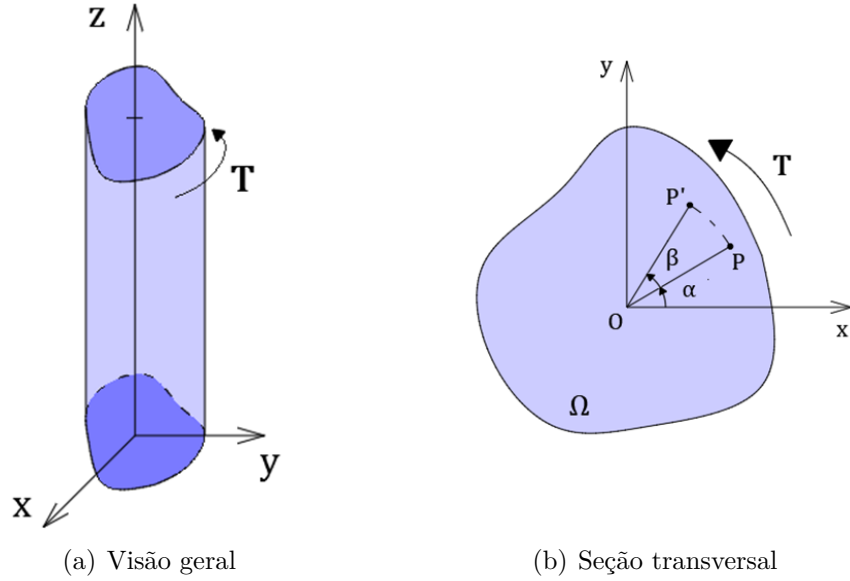 z
T
y
x
(a) Visão geral
y
T
P'
β
P
α
O
x
Ω
(b) Seção transversal